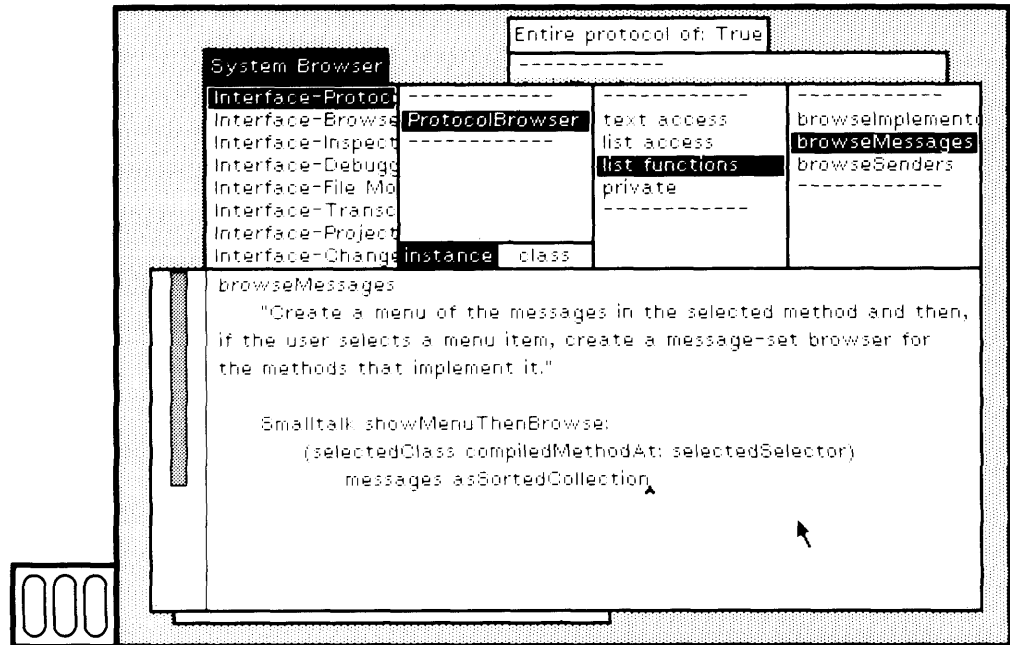 Entire protocol of: True
------------
System Browser
Interface-Protoc
Interface-Browse
Interface-Inspect
Interface-Debugg
Interface-File Mo
Interface-Transc
Interface-Project
Interface-Change
------------
ProtocolBrowser
------------
instance
class
------------
text access
list access
list functions
private
------------
------------
browseImplemento
browseMessages
browseSenders
------------
browseMessages
"Create a menu of the messages in the selected method and then,
if the user selects a menu item, create a message-set browser for
the methods that implement it."
Smalltalk showMenuThenBrowse:
(selectedClass compiledMethodAt: selectedSelector)
messages asSortedCollection